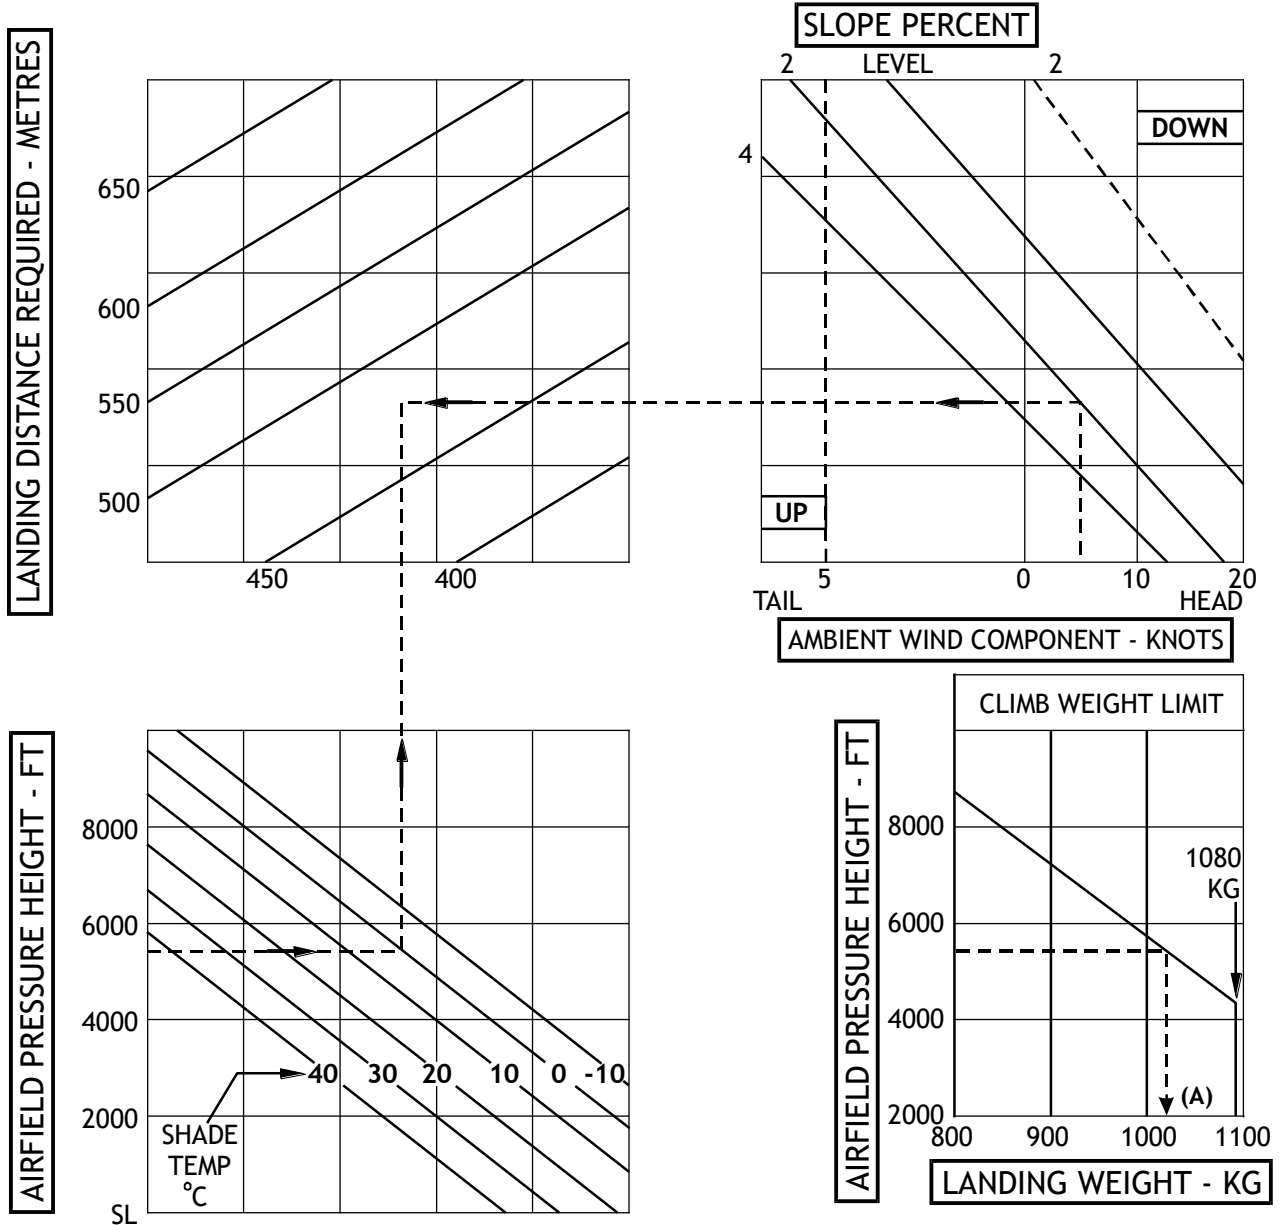 SLOPE PERCENT
2 LEVEL 2
DOWN
4
UP
LANDING DISTANCE REQUIRED - METRES
650
600
550
500
450 400
5 0 10 20
TAIL HEAD
AMBIENT WIND COMPONENT - KNOTS
AIRFIELD PRESSURE HEIGHT - FT
8000
6000
4000
2000
SL
40 30 20 10 0 -10
SHADE
TEMP
°C
CLIMB WEIGHT LIMIT
AIRFIELD PRESSURE HEIGHT - FT
8000
6000
4000
2000
1080
KG
(A)
800 900 1000 1100
LANDING WEIGHT - KG